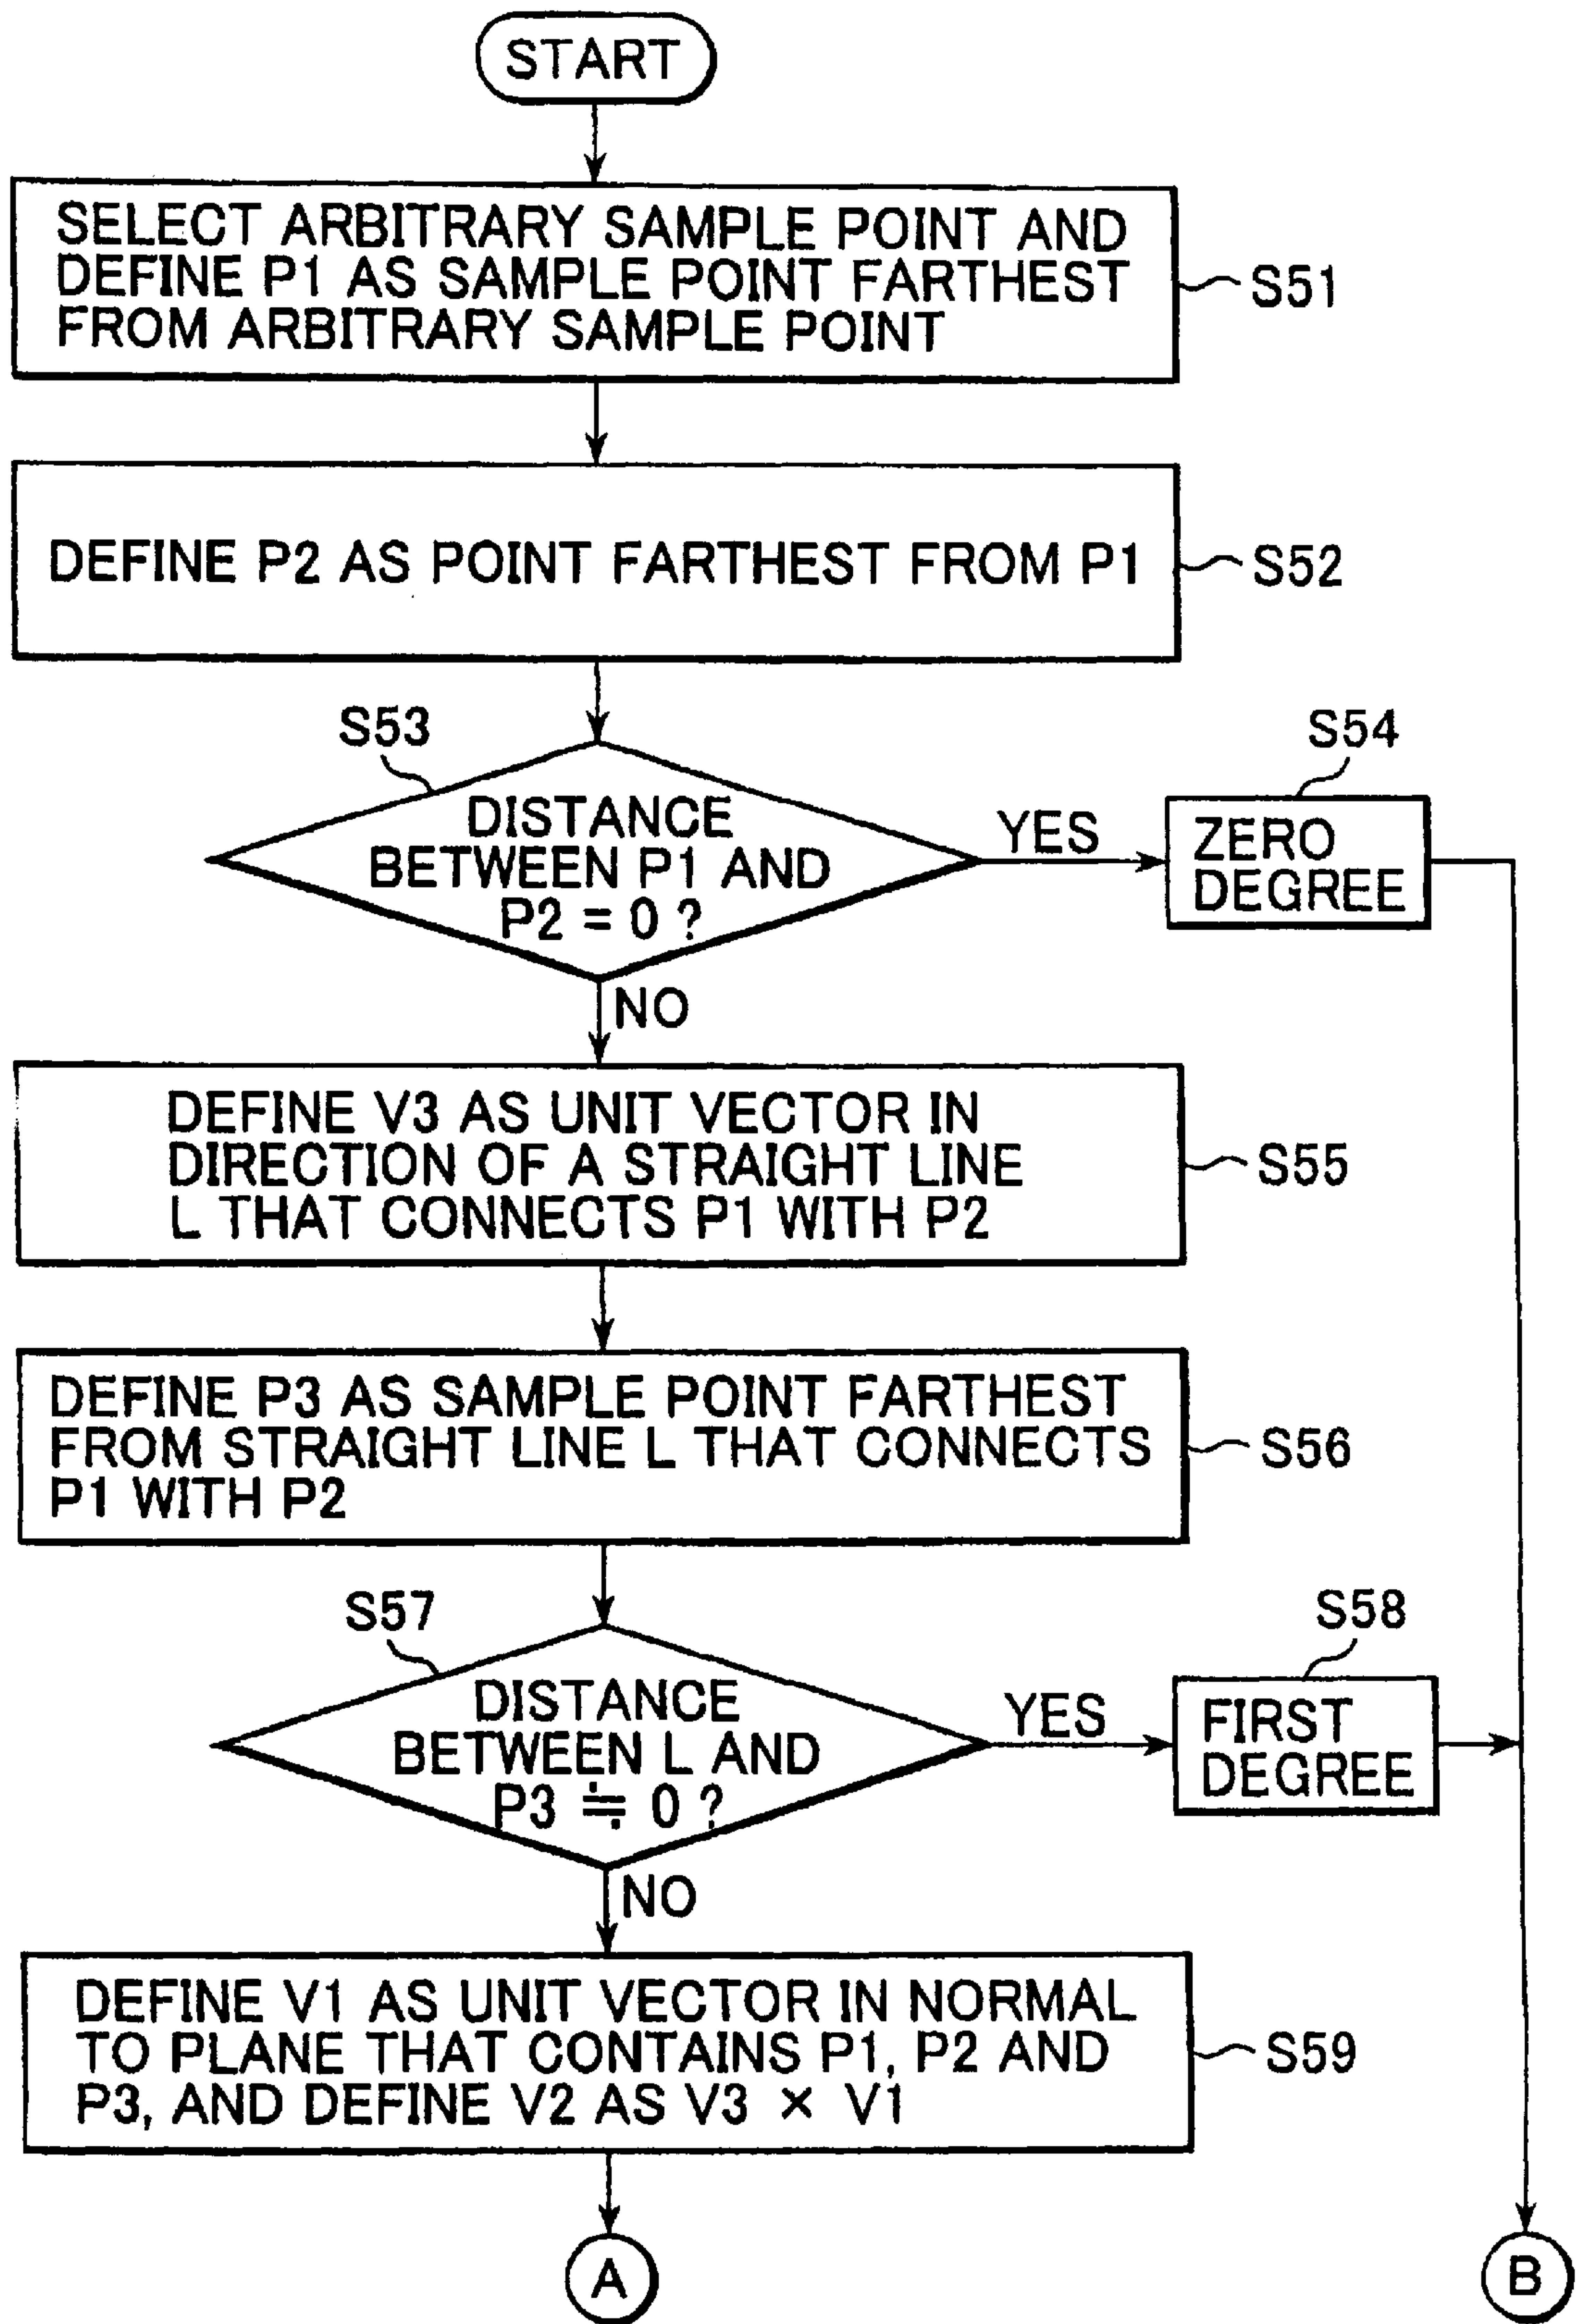 START
SELECT ARBITRARY SAMPLE POINT AND
DEFINE P1 AS SAMPLE POINT FARTHEST
FROM ARBITRARY SAMPLE POINT
S51
DEFINE P2 AS POINT FARTHEST FROM P1
S52
S53
DISTANCE
BETWEEN P1 AND
P2 = 0 ?
YES
S54
ZERO
DEGREE
NO
DEFINE V3 AS UNIT VECTOR IN
DIRECTION OF A STRAIGHT LINE
L THAT CONNECTS P1 WITH P2
S55
DEFINE P3 AS SAMPLE POINT FARTHEST
FROM STRAIGHT LINE L THAT CONNECTS
P1 WITH P2
S56
S57
DISTANCE
BETWEEN L AND
P3 ≒ 0 ?
YES
S58
FIRST
DEGREE
NO
DEFINE V1 AS UNIT VECTOR IN NORMAL
TO PLANE THAT CONTAINS P1, P2 AND
P3, AND DEFINE V2 AS V3 × V1
S59
A
B